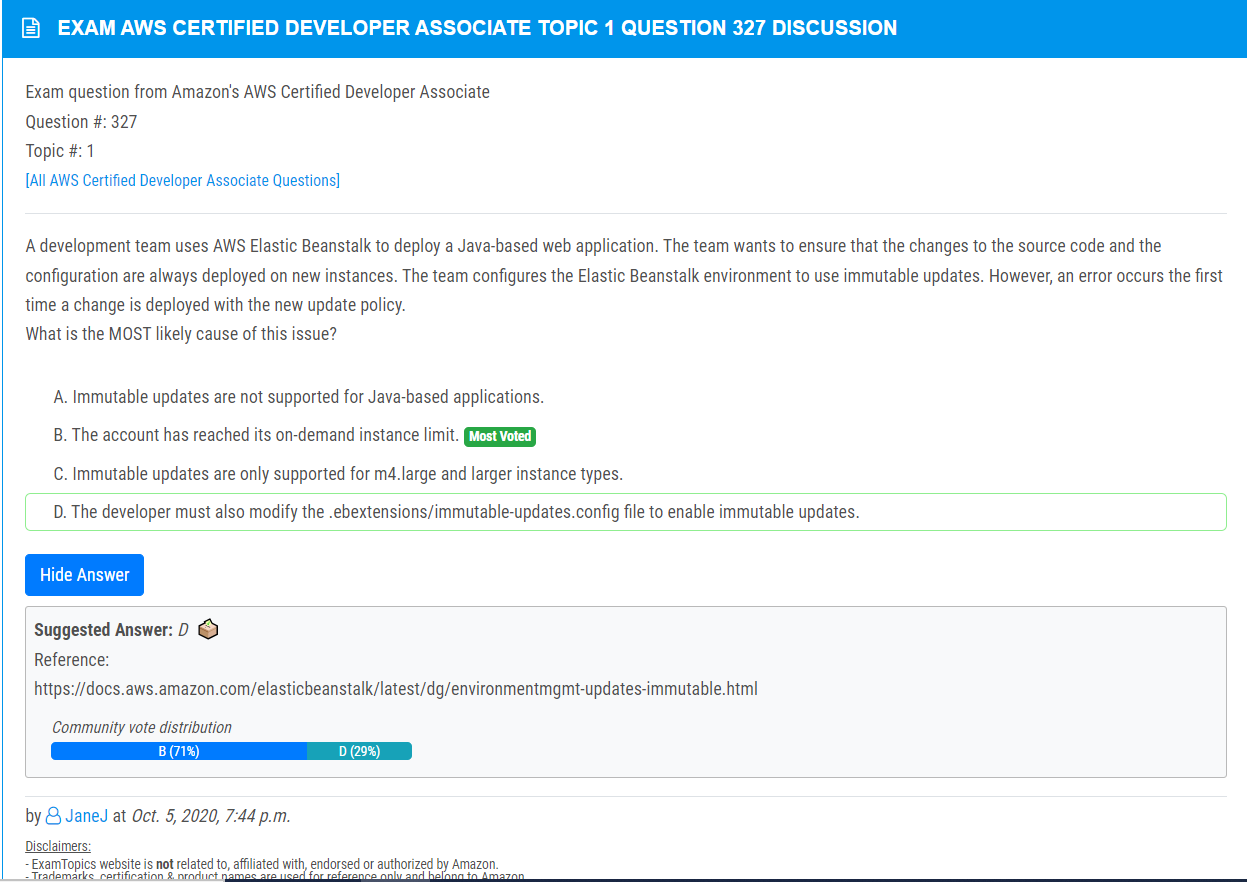 EXAM AWS CERTIFIED DEVELOPER ASSOCIATE TOPIC 1 QUESTION 327 DISCUSSION
Exam question from Amazon's AWS Certified Developer Associate
Question #: 327
Topic #: 1
[All AWS Certified Developer Associate Questions]
A development team uses AWS Elastic Beanstalk to deploy a Java-based web application. The team wants to ensure that the changes to the source code and the
configuration are always deployed on new instances. The team configures the Elastic Beanstalk environment to use immutable updates. However, an error occurs the first
time a change is deployed with the new update policy.
What is the MOST likely cause of this issue?
A. Immutable updates are not supported for Java-based applications.
B. The account has reached its on-demand instance limit. Most Voted
C. Immutable updates are only supported for m4.large and larger instance types.
D. The developer must also modify the .ebextensions/immutable-updates.config file to enable immutable updates.
Hide Answer
Suggested Answer: D
Reference:
https://docs.aws.amazon.com/elasticbeanstalk/latest/dg/environmentmgmt-updates-immutable.html
Community vote distribution
B (71%) D (29%)
by JaneJ at Oct. 5, 2020, 7:44 p.m.
Disclaimers:
- ExamTopics website is not related to, affiliated with, endorsed or authorized by Amazon.
- Trademarks, certification & product names are used for reference only and belong to Amazon.